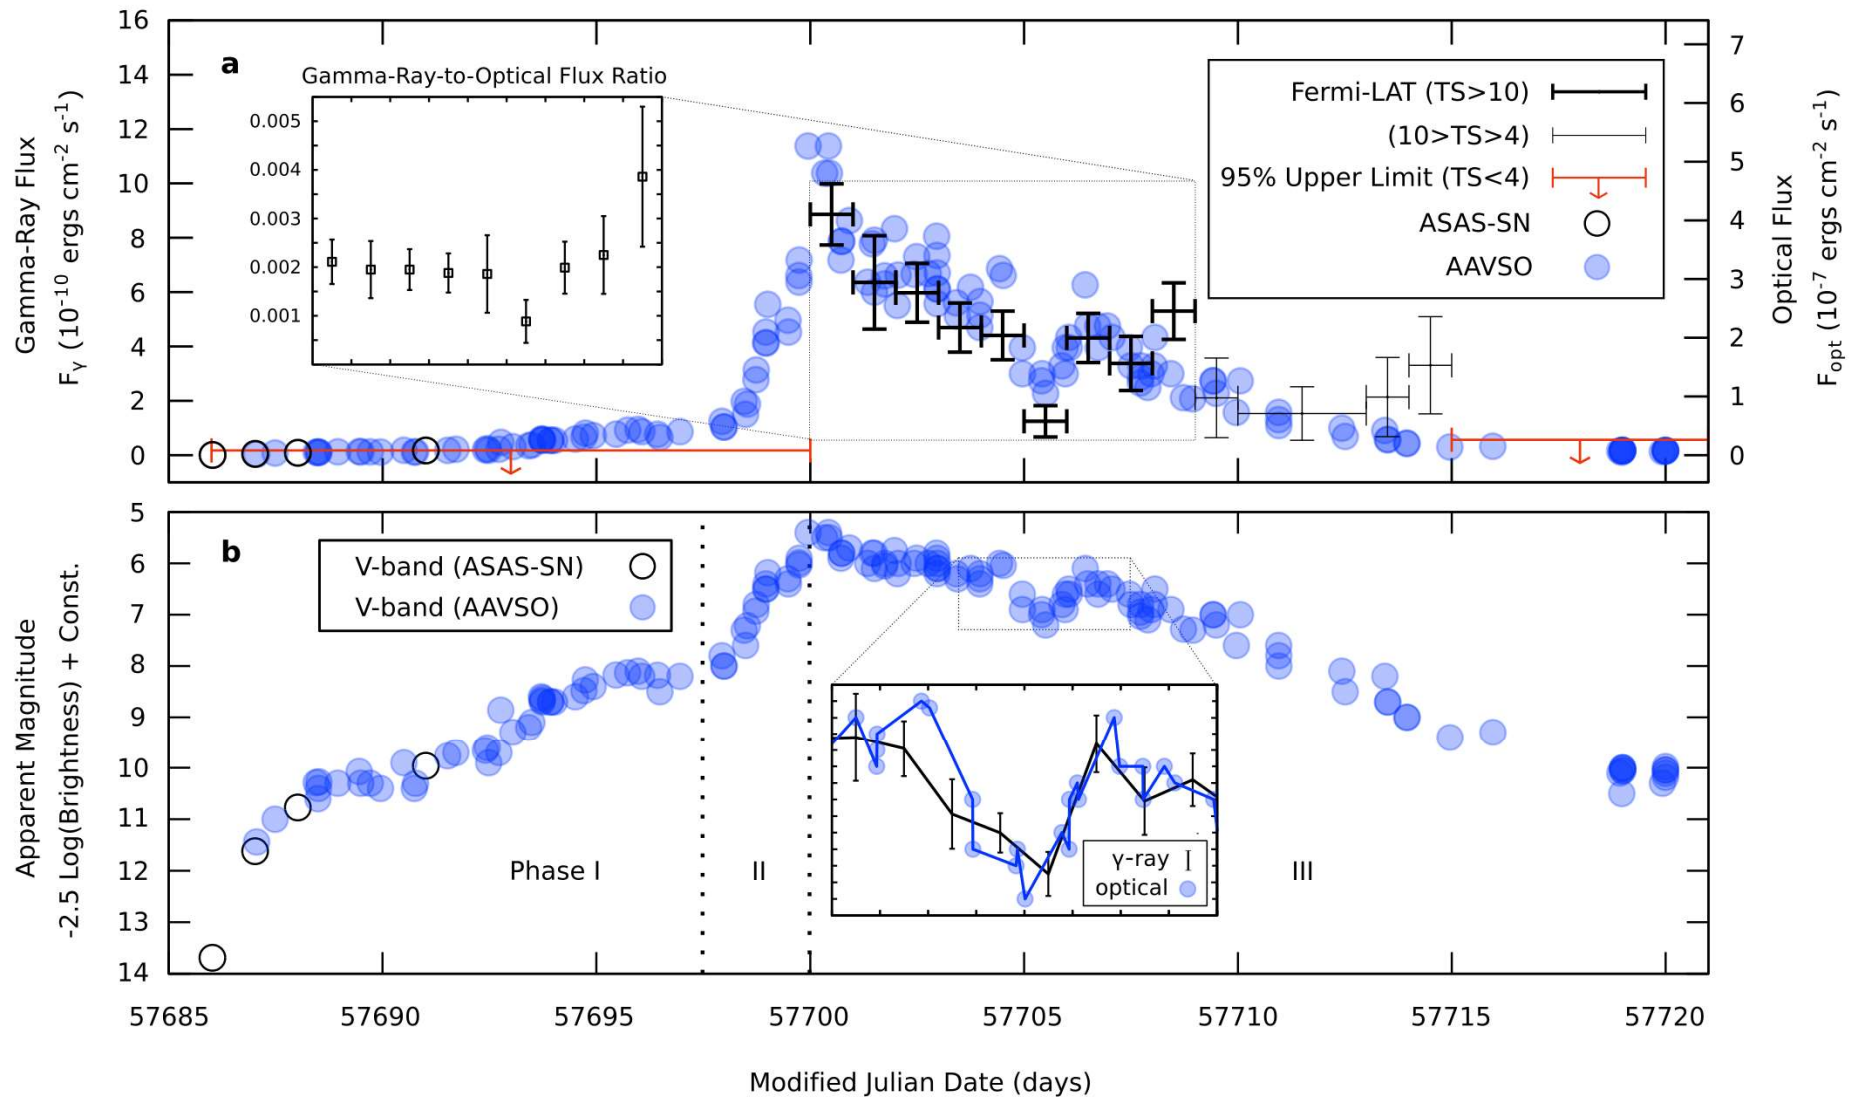 16
14
12
10
8
6
4
2
0
Gamma-Ray Flux
Fγ (10⁻¹⁰ ergs cm⁻² s⁻¹)
a
Gamma-Ray-to-Optical Flux Ratio
0.005
0.004
0.003
0.002
0.001
Fermi-LAT (TS>10)
(10>TS>4)
95% Upper Limit (TS<4)
ASAS-SN
AAVSO
7
6
5
4
3
2
1
0
Optical Flux
Fopt (10⁻⁷ ergs cm⁻² s⁻¹)
5
6
7
8
9
10
11
12
13
14
Apparent Magnitude
-2.5 Log(Brightness) + Const.
b
V-band (ASAS-SN)
V-band (AAVSO)
Phase I
II
III
γ-ray
optical
57685
57690
57695
57700
57705
57710
57715
57720
Modified Julian Date (days)